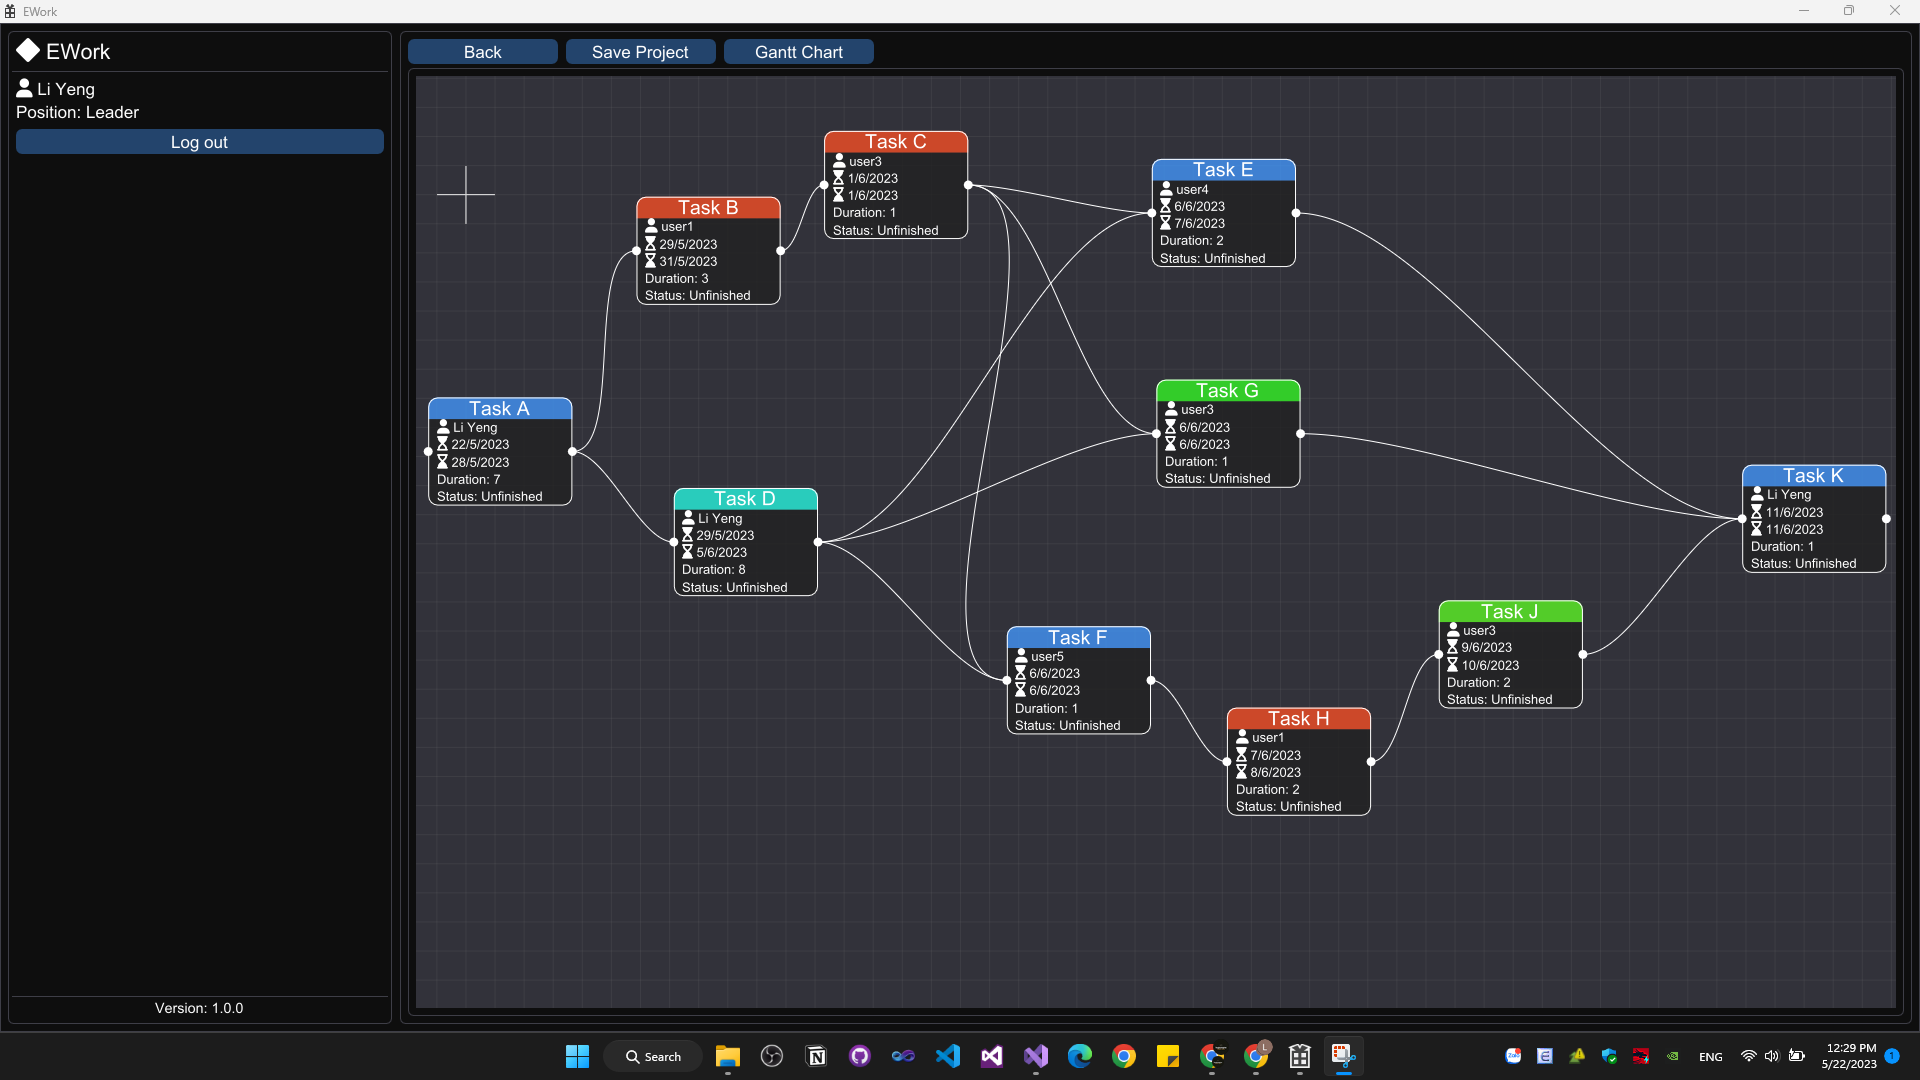 EWork
EWork
Li Yeng
Position: Leader
Log out
Version: 1.0.0
Back
Save Project
Gantt Chart
Task A
Li Yeng
22/5/2023
28/5/2023
Duration: 7
Status: Unfinished
Task B
user1
29/5/2023
31/5/2023
Duration: 3
Status: Unfinished
Task C
user3
1/6/2023
1/6/2023
Duration: 1
Status: Unfinished
Task D
Li Yeng
29/5/2023
5/6/2023
Duration: 8
Status: Unfinished
Task E
user4
6/6/2023
7/6/2023
Duration: 2
Status: Unfinished
Task G
user3
6/6/2023
6/6/2023
Duration: 1
Status: Unfinished
Task F
user5
6/6/2023
6/6/2023
Duration: 1
Status: Unfinished
Task H
user1
7/6/2023
8/6/2023
Duration: 2
Status: Unfinished
Task J
user3
9/6/2023
10/6/2023
Duration: 2
Status: Unfinished
Task K
Li Yeng
11/6/2023
11/6/2023
Duration: 1
Status: Unfinished
Search
ENG
12:29 PM
5/22/2023
1